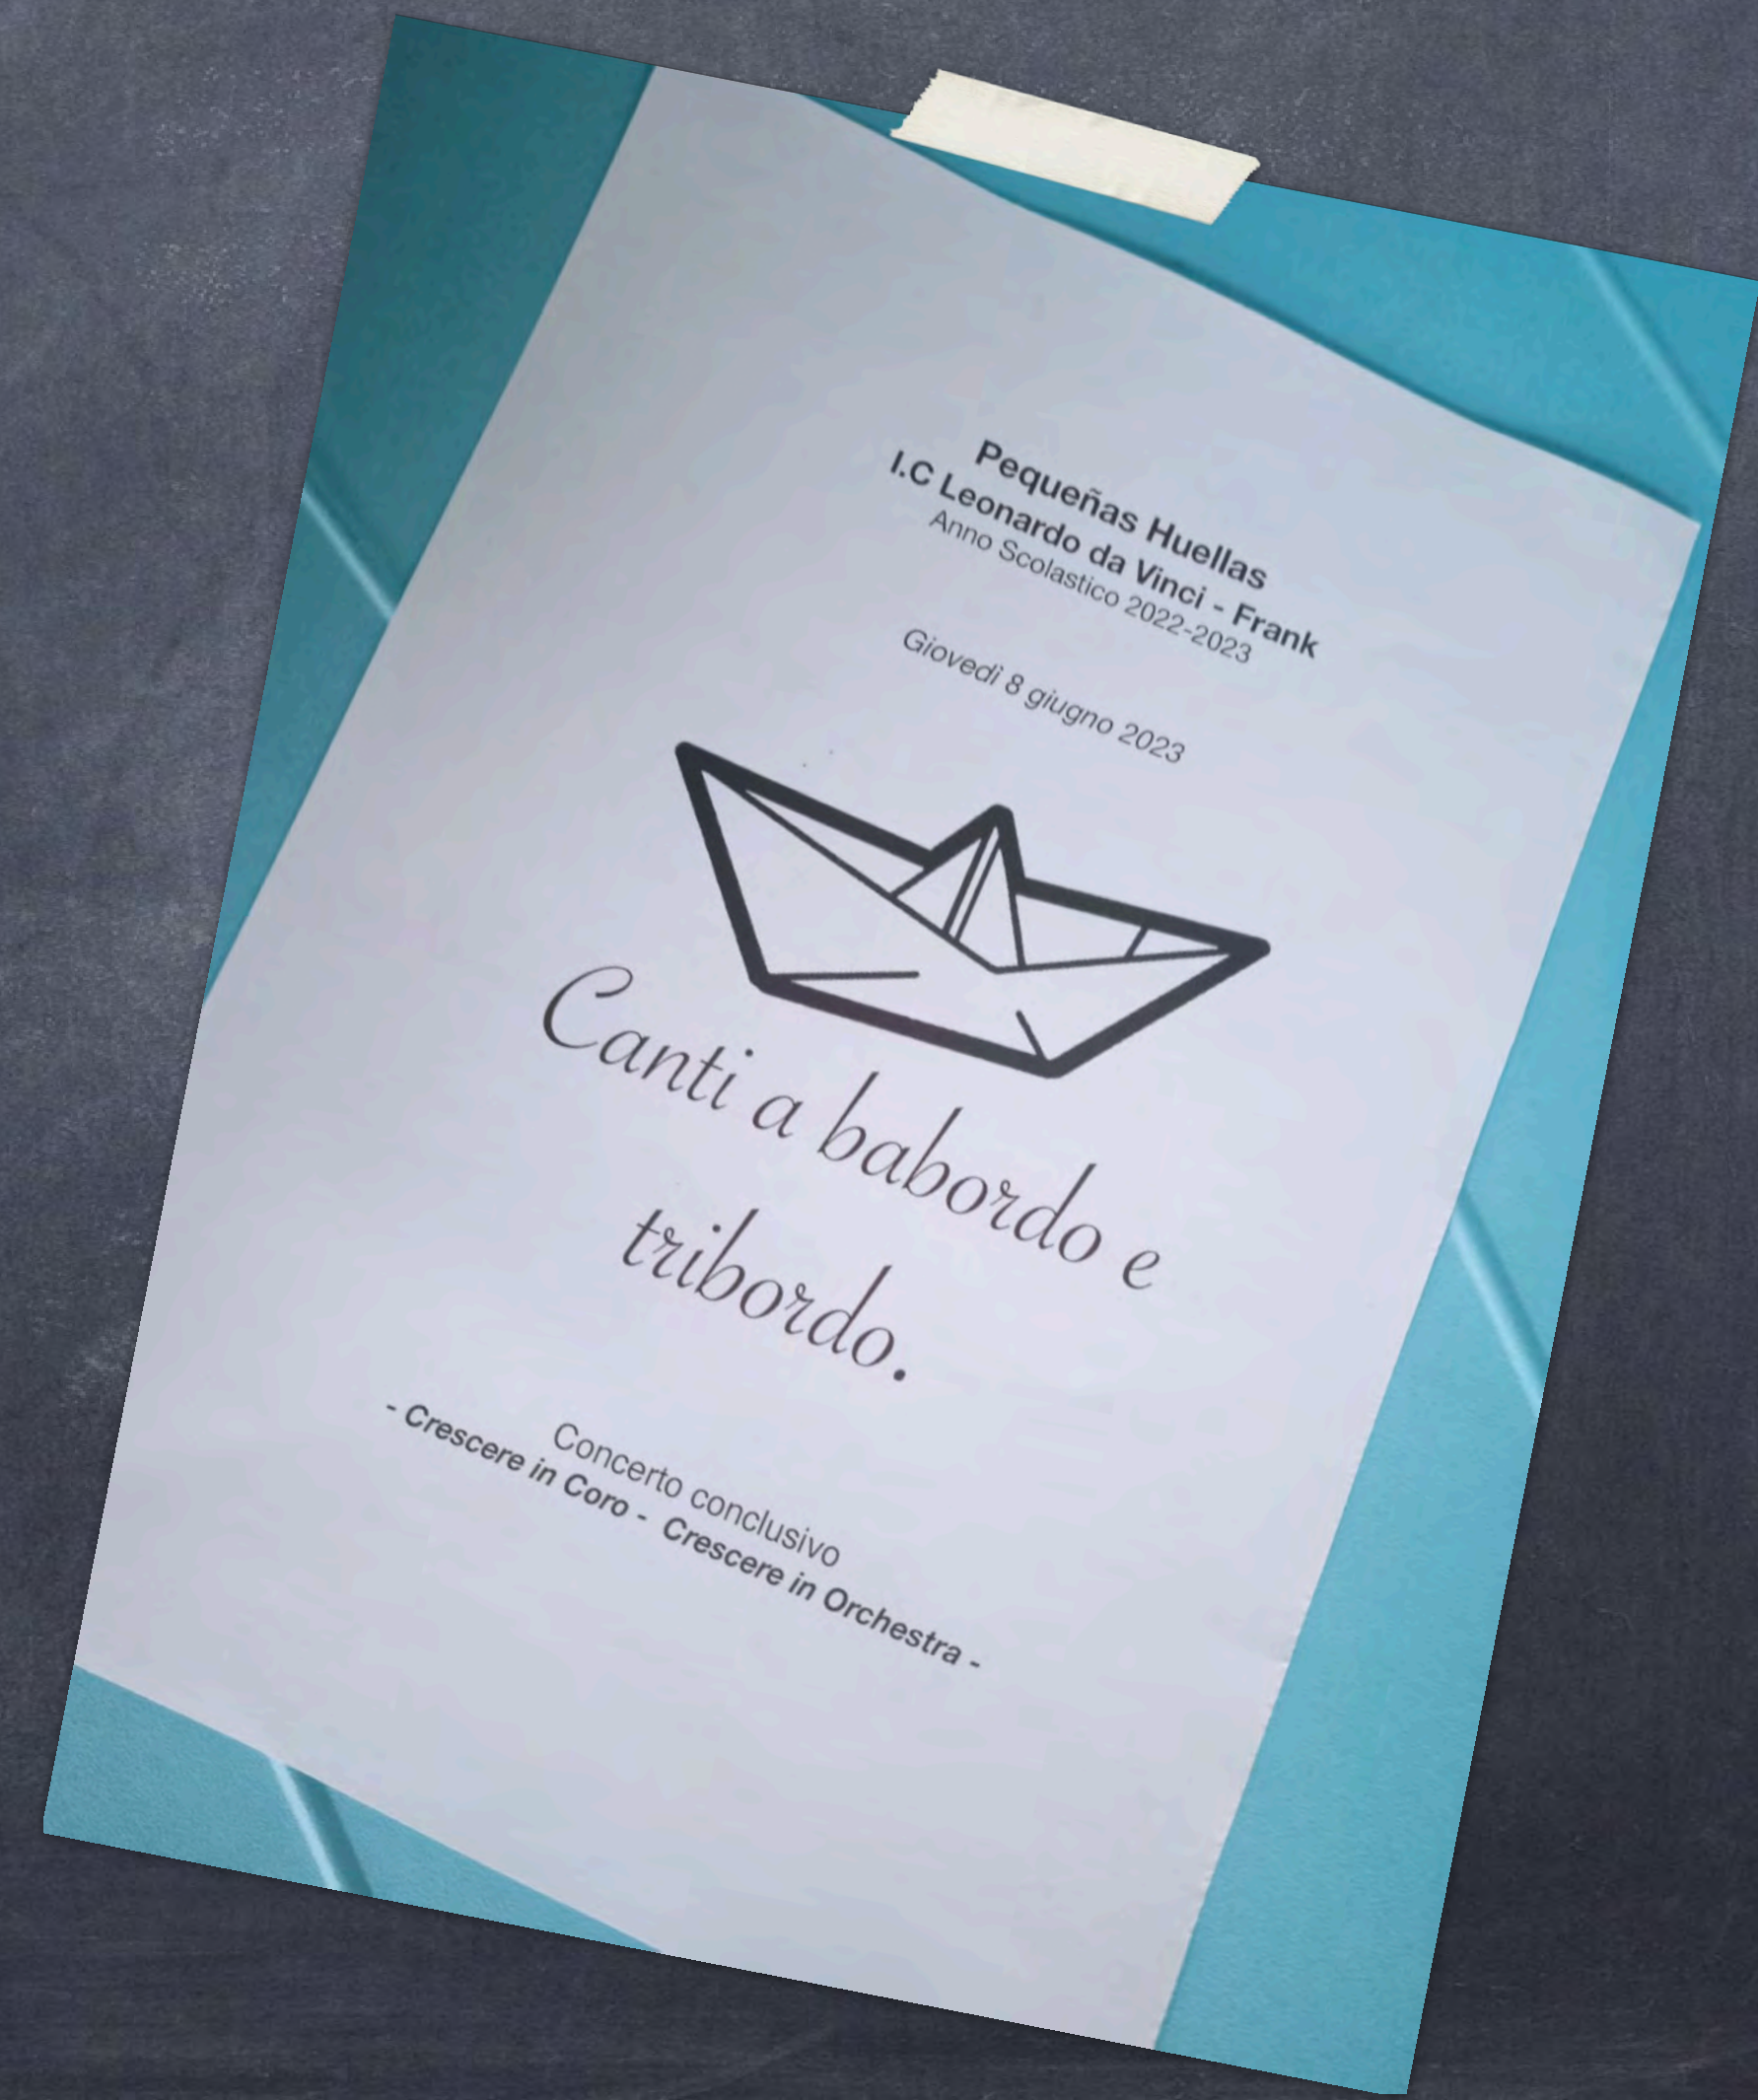 Pequeñas Huellas
I.C Leonardo da Vinci - Frank
Anno Scolastico 2022-2023
Giovedì 8 giugno 2023
Canti a babordo e
tribordo.
Concerto conclusivo
- Crescere in Coro - Crescere in Orchestra -